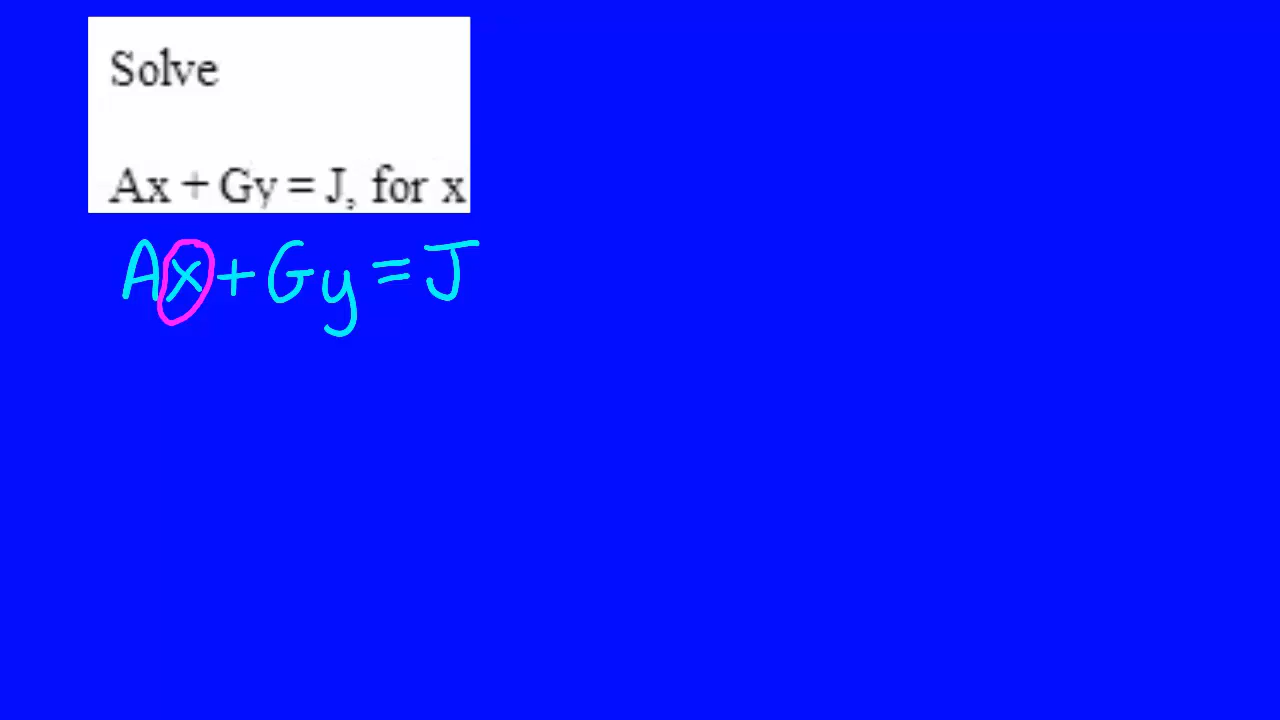 Solve
Ax + Gy = J, for x
Ax + Gy = J